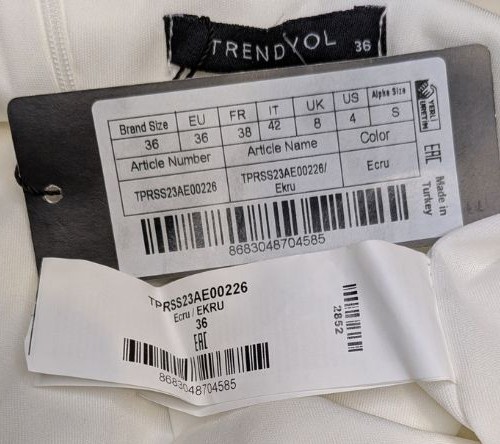 TRENDYOL 36
Brand Size EU FR IT UK US Alpha Size
36 36 38 42 8 4 S
Article Number Article Name Color
TPRSS23AE00226 TPRSS23AE00226/ Ecru
Ekru
8683048704585
YERLİ
ÜRETİM
EAC
Made in
Turkey
TPRSS23AE00226
Ecru / EKRU
36
EAC
8683048704585
2852